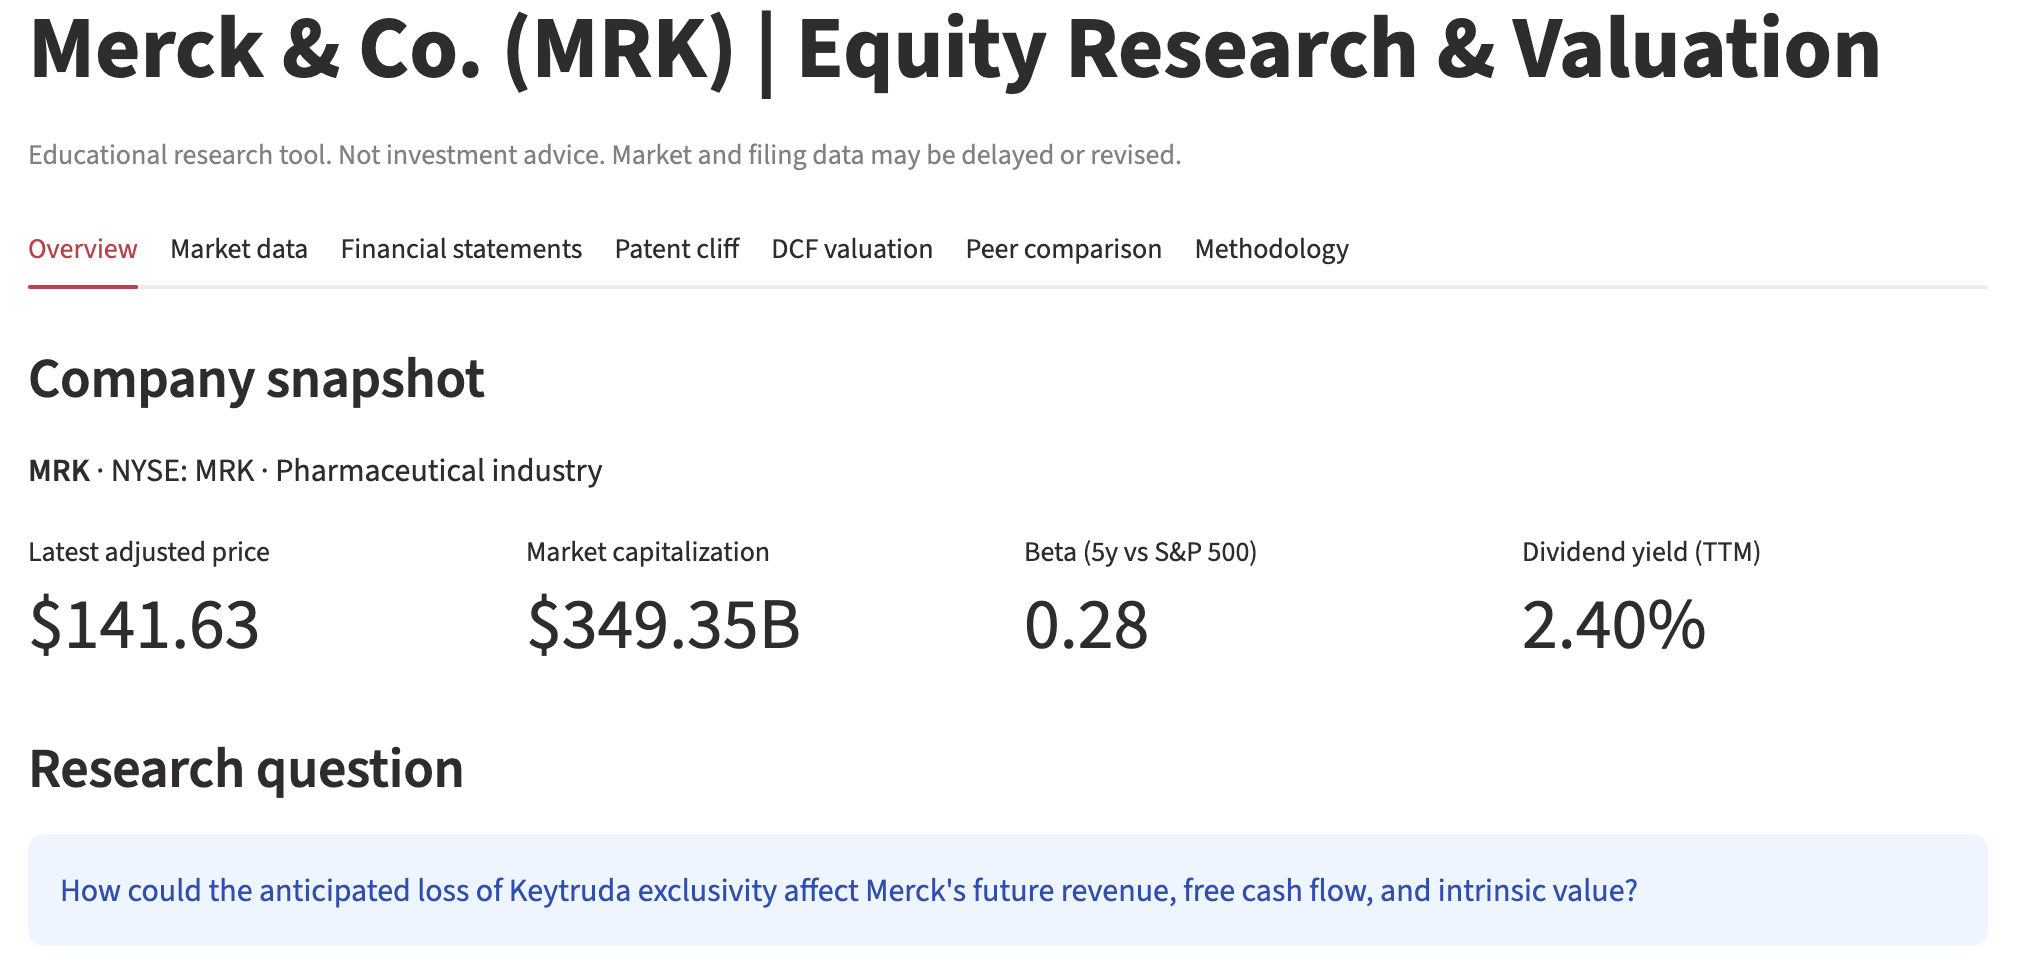 Merck & Co. (MRK) | Equity Research & Valuation
Educational research tool. Not investment advice. Market and filing data may be delayed or revised.
Overview Market data Financial statements Patent cliff DCF valuation Peer comparison Methodology
Company snapshot
MRK · NYSE: MRK · Pharmaceutical industry
Latest adjusted price Market capitalization Beta (5y vs S&P 500) Dividend yield (TTM)
$141.63 $349.35B 0.28 2.40%
Research question
How could the anticipated loss of Keytruda exclusivity affect Merck's future revenue, free cash flow, and intrinsic value?